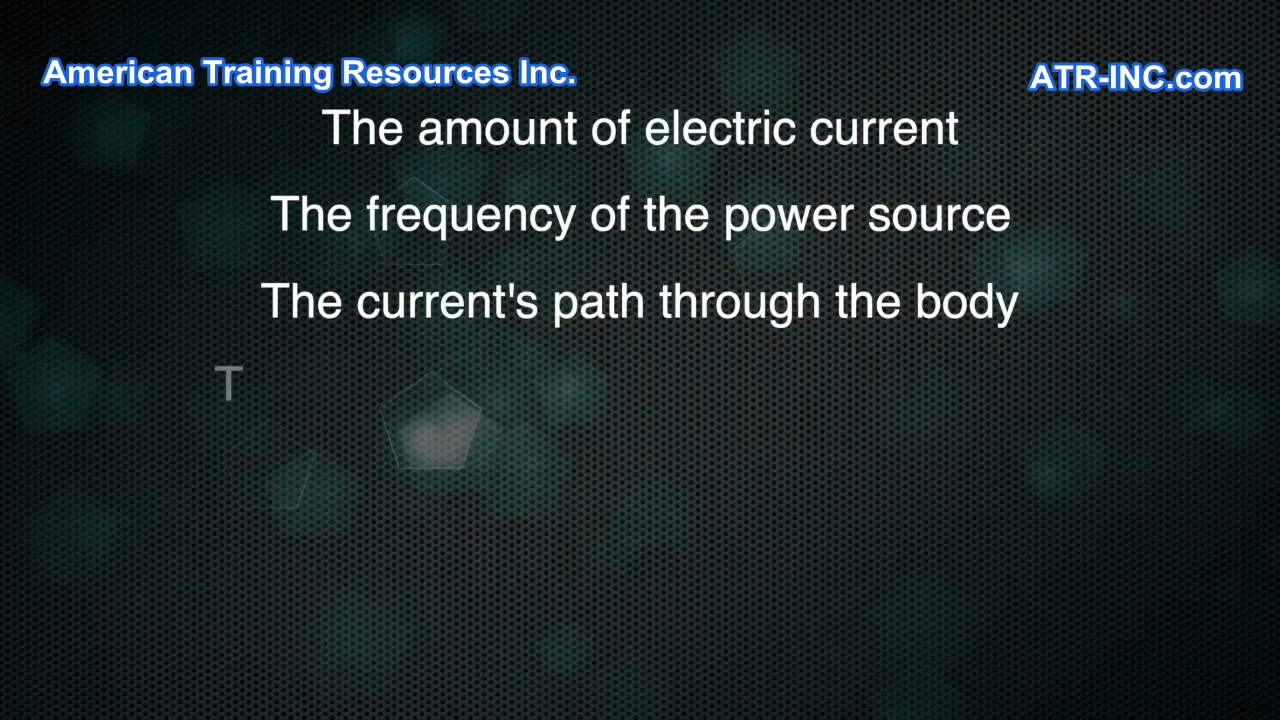 American Training Resources Inc.
ATR-INC.com
The amount of electric current
The frequency of the power source
The current's path through the body
T